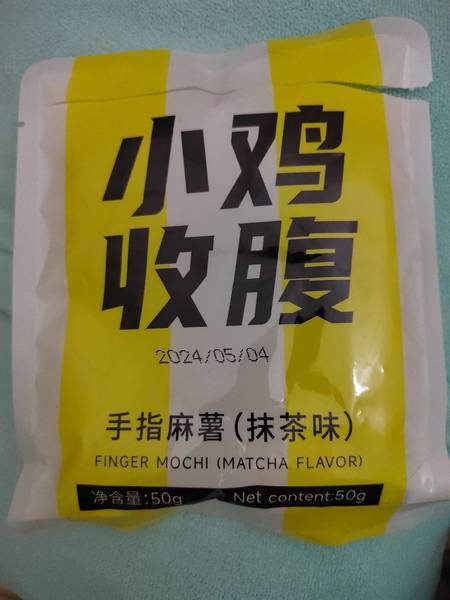 小鸡
收腹
2024/05/04
手指麻薯(抹茶味)
FINGER MOCHI (MATCHA FLAVOR)
净含量:50g Net content:50g